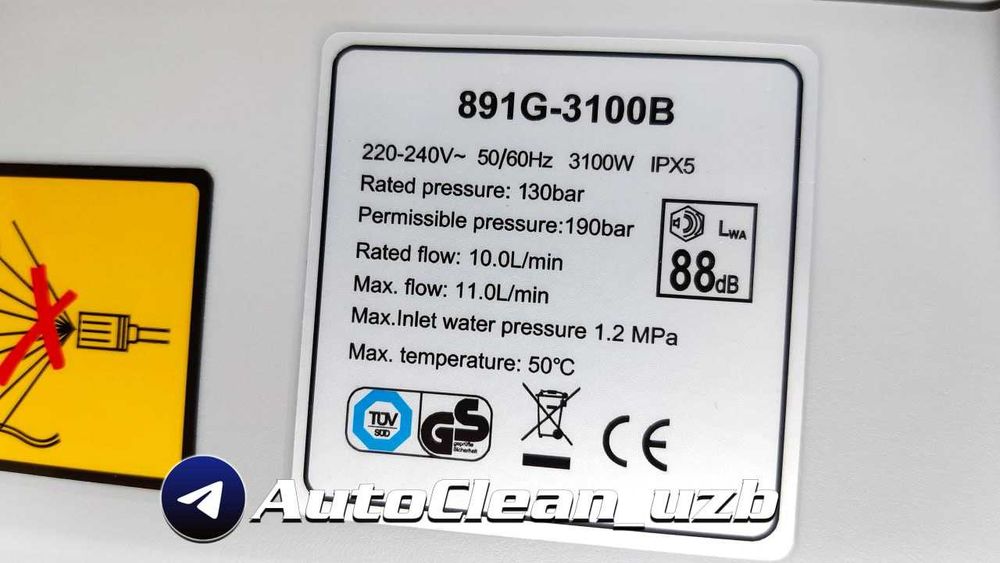 891G-3100B
220-240V~ 50/60Hz 3100W IPX5
Rated pressure: 130bar
Permissible pressure:190bar
Rated flow: 10.0L/min
Max. flow: 11.0L/min
Max.Inlet water pressure 1.2 MPa
Max. temperature: 50℃
LWA
88dB
TÜV
SÜD
GS
geprüfte
Sicherheit
CE
AutoClean_uzb